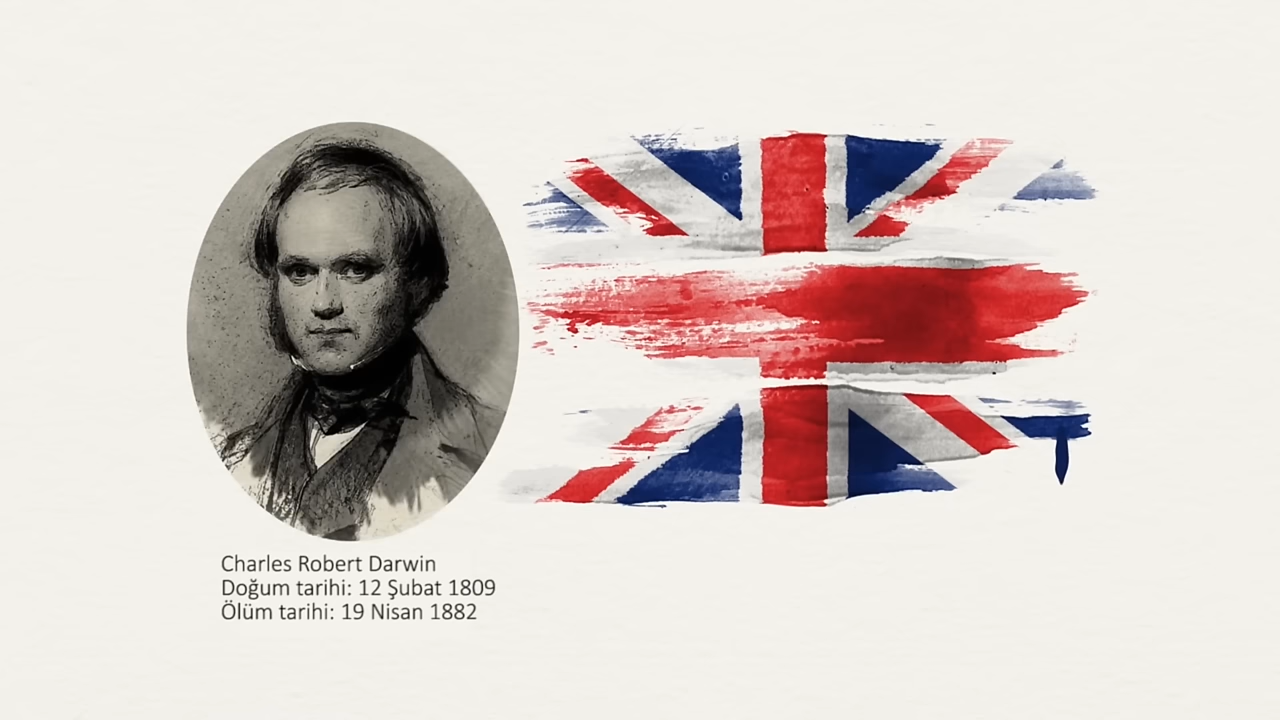 Charles Robert Darwin
Doğum tarihi: 12 Şubat 1809
Ölüm tarihi: 19 Nisan 1882